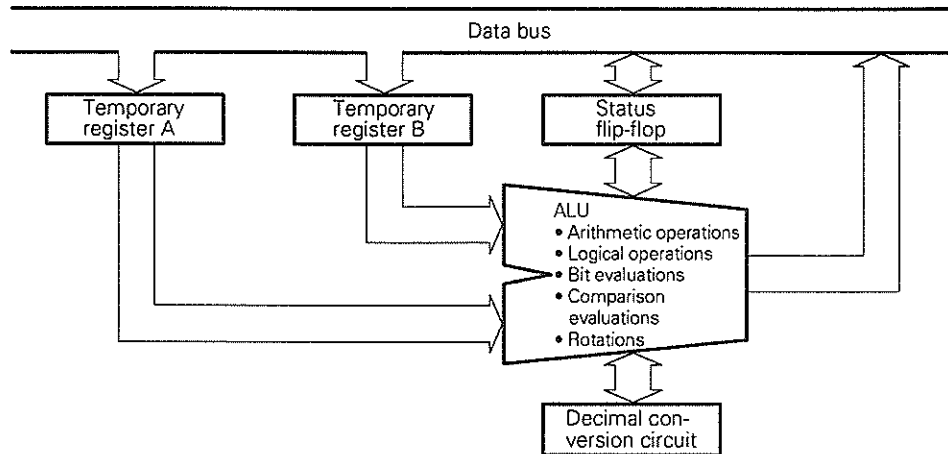 Data bus
Temporary
register A
Temporary
register B
Status
flip-flop
ALU
• Arithmetic operations
• Logical operations
• Bit evaluations
• Comparison
evaluations
• Rotations
Decimal con-
version circuit